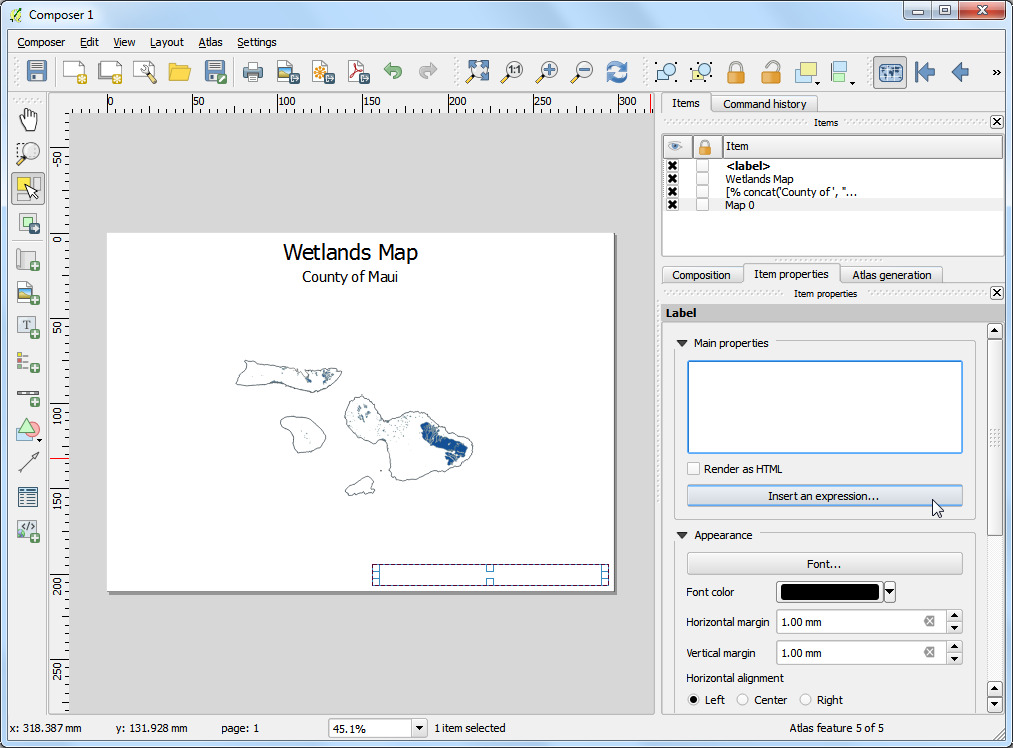 Composer 1
Composer Edit View Layout Atlas Settings
1:1
»
0 50 100 150 200 250 300
-50
0
50
100
150
200
250
T
Wetlands Map
County of Maui
Items Command history
Items
Item
<label>
Wetlands Map
[% concat('County of ', "...
Map 0
Composition Item properties Atlas generation
Item properties
Label
Main properties
Render as HTML
Insert an expression...
Appearance
Font...
Font color
Horizontal margin 1.00 mm
Vertical margin 1.00 mm
Horizontal alignment
Left Center Right
x: 318.387 mm y: 131.928 mm page: 1 45.1% 1 item selected Atlas feature 5 of 5